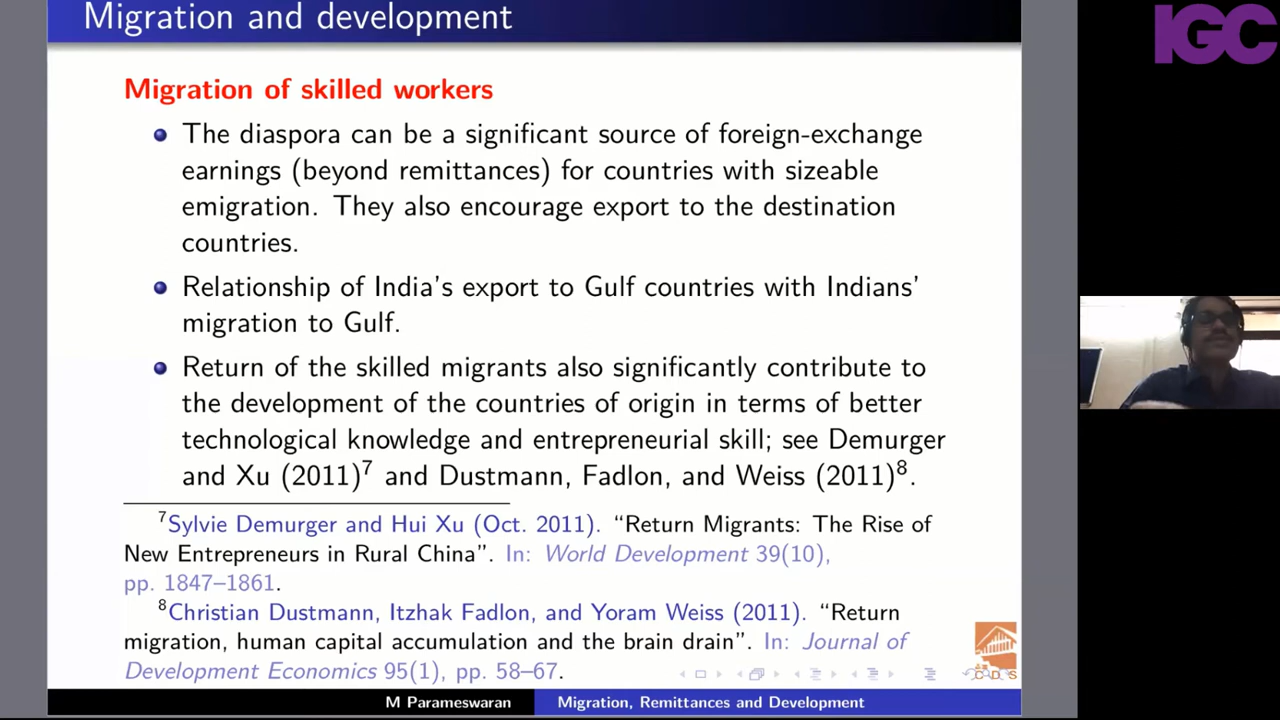 Migration and development
IGC
Migration of skilled workers
The diaspora can be a significant source of foreign-exchange
earnings (beyond remittances) for countries with sizeable
emigration. They also encourage export to the destination
countries.
Relationship of India's export to Gulf countries with Indians'
migration to Gulf.
Return of the skilled migrants also significantly contribute to
the development of the countries of origin in terms of better
technological knowledge and entrepreneurial skill; see Demurger
and Xu (2011)⁷ and Dustmann, Fadlon, and Weiss (2011)⁸.
⁷Sylvie Demurger and Hui Xu (Oct. 2011). “Return Migrants: The Rise of
New Entrepreneurs in Rural China”. In: World Development 39(10),
pp. 1847–1861.
⁸Christian Dustmann, Itzhak Fadlon, and Yoram Weiss (2011). “Return
migration, human capital accumulation and the brain drain”. In: Journal of
Development Economics 95(1), pp. 58–67.
M Parameswaran
Migration, Remittances and Development